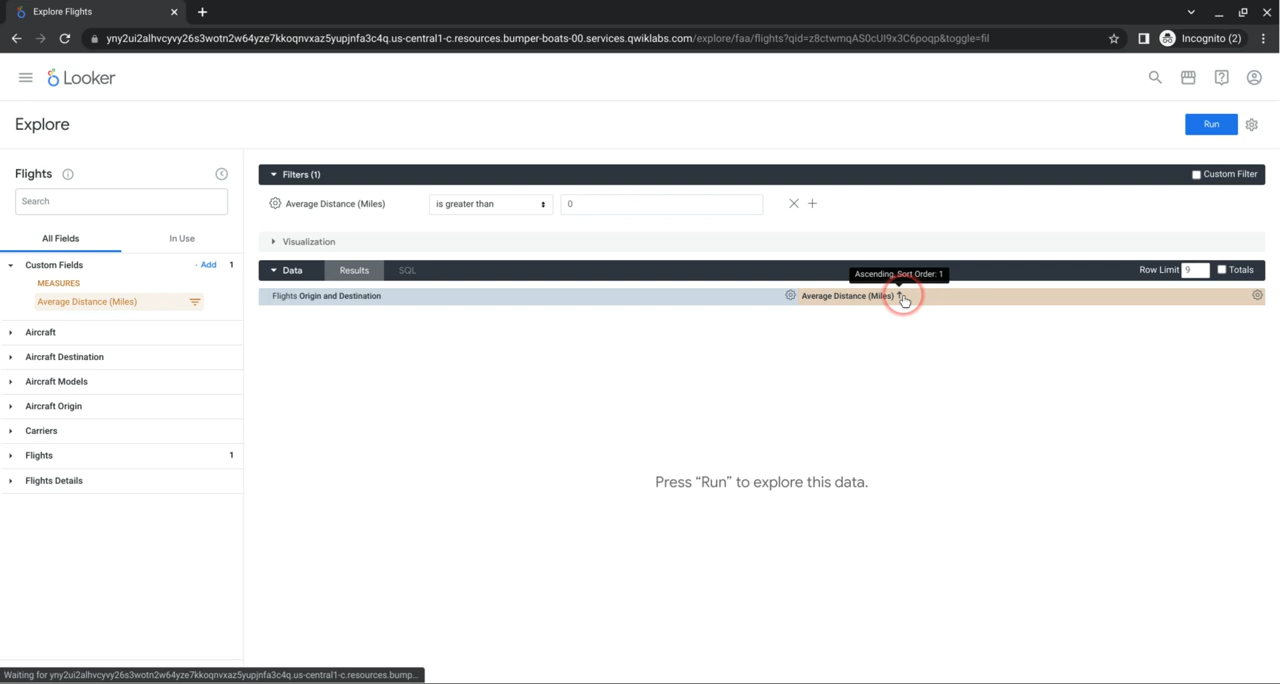 Explore Flights
yny2ui2alhvcyvy26s3wotn2w64yze7kkoqnvxaz5yupjnfa3c4q.us-central1-c.resources.bumper-boats-00.services.qwiklabs.com/explore/faa/flights?qid=z8ctwmqAS0cUI9x3C6poqp&toggle=fil
Incognito (2)
Looker
Explore
Run
Flights
Search
All Fields
In Use
Custom Fields
+ Add
1
MEASURES
Average Distance (Miles)
Aircraft
Aircraft Destination
Aircraft Models
Aircraft Origin
Carriers
Flights
1
Flights Details
Filters (1)
Custom Filter
Average Distance (Miles)
is greater than
0
Visualization
Data
Results
SQL
Ascending, Sort Order: 1
Row Limit
9
Totals
Flights Origin and Destination
Average Distance (Miles)
Press “Run” to explore this data.
Waiting for yny2ui2alhvcyvy26s3wotn2w64yze7kkoqnvxaz5yupjnfa3c4q.us-central1-c.resources.bump...